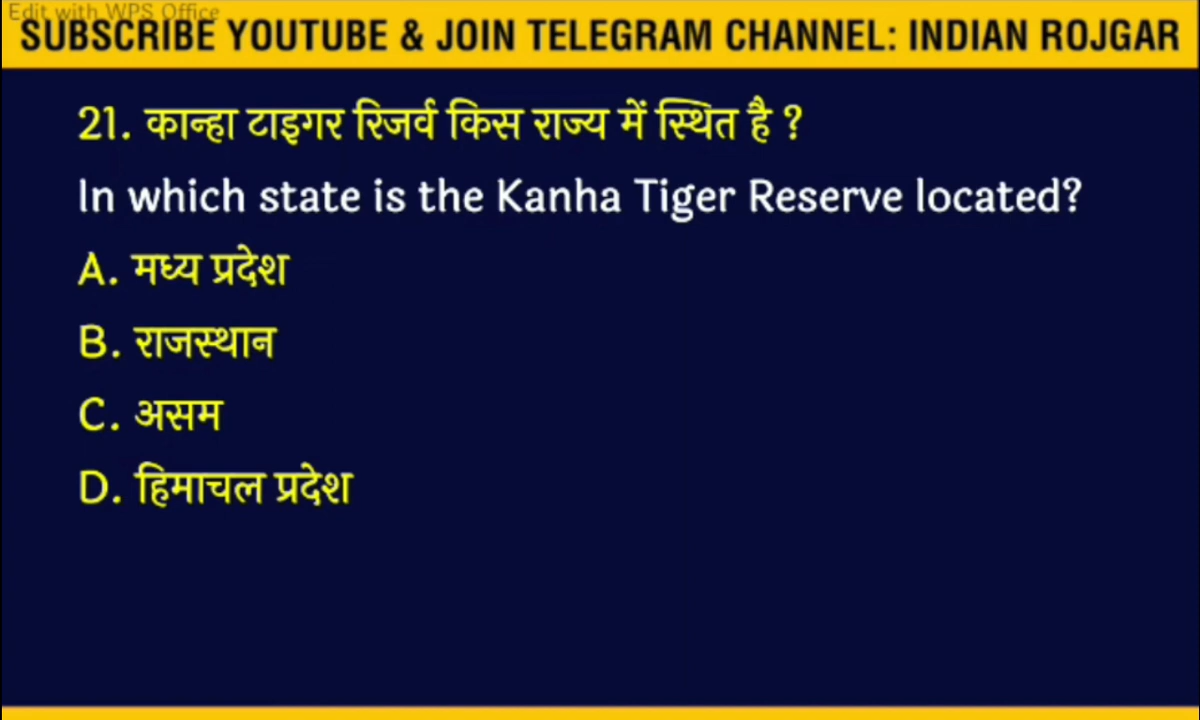 Edit with WPS Office
SUBSCRIBE YOUTUBE & JOIN TELEGRAM CHANNEL: INDIAN ROJGAR
21. कान्हा टाइगर रिजर्व किस राज्य में स्थित है ?
In which state is the Kanha Tiger Reserve located?
A. मध्य प्रदेश
B. राजस्थान
C. असम
D. हिमाचल प्रदेश